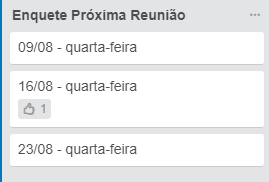 Enquete Próxima Reunião
09/08 - quarta-feira
16/08 - quarta-feira
1
23/08 - quarta-feira